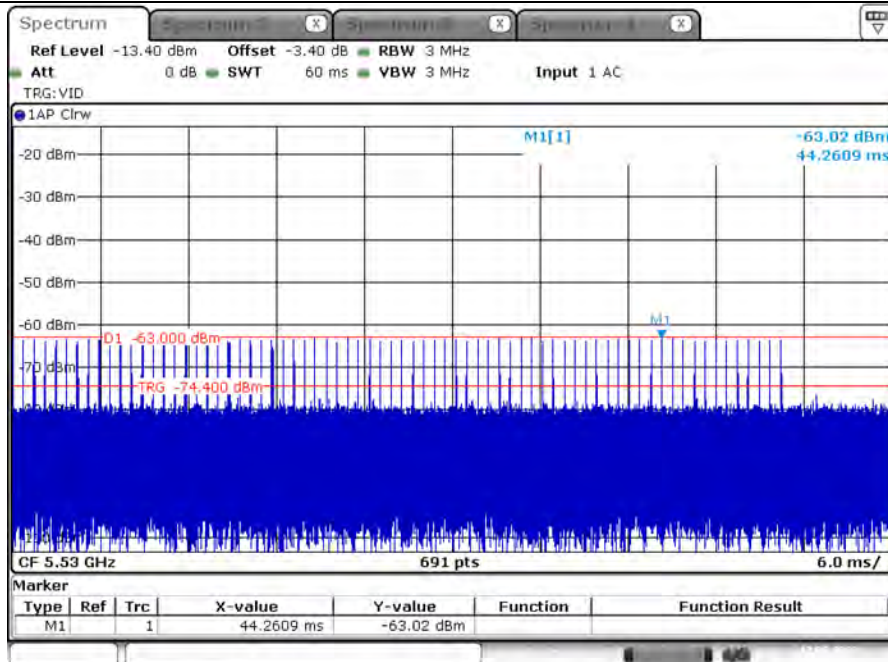 Spectrum
Ref Level -13.40 dBm Offset -3.40 dB RBW 3 MHz
Att 0 dB SWT 60 ms VBW 3 MHz Input 1 AC
TRG:VID
1AP Clrw
M1[1] -63.02 dBm
44.2609 ms
-20 dBm
-30 dBm
-40 dBm
-50 dBm
-60 dBm
M1
D1 -63.000 dBm
-70 dBm
TRG -74.400 dBm
CF 5.53 GHz 691 pts 6.0 ms/
Marker
Type Ref Trc X-value Y-value Function Function Result
M1 1 44.2609 ms -63.02 dBm